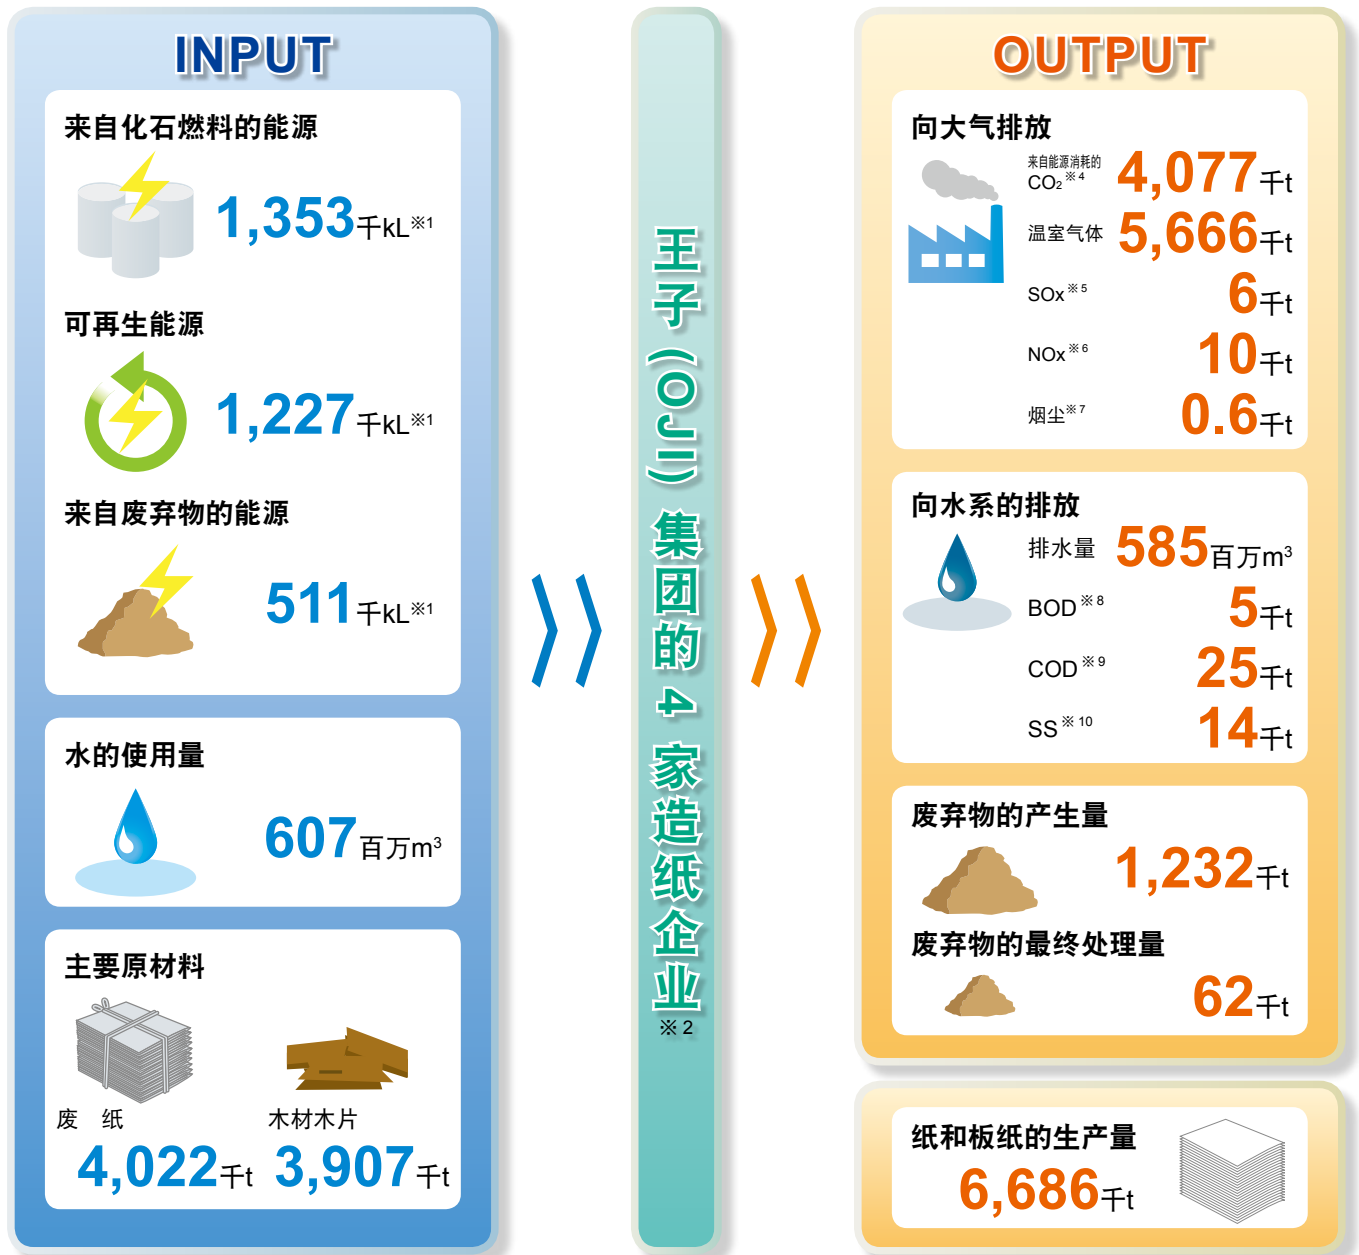 INPUT
来自化石燃料的能源
1,353千kL※1
可再生能源
1,227千kL※1
来自废弃物的能源
511千kL※1
水的使用量
607百万m³
主要原材料
废 纸
4,022千t
木材木片
3,907千t
王子(OJI)集团的4家造纸企业
※2
OUTPUT
向大气排放
来自能源消耗的
CO₂※4 4,077千t
温室气体 5,666千t
SOx※5 6千t
NOx※6 10千t
烟尘※7 0.6千t
向水系的排放
排水量 585百万m³
BOD※8 5千t
COD※9 25千t
SS※10 14千t
废弃物的产生量
1,232千t
废弃物的最终处理量
62千t
纸和板纸的生产量
6,686千t